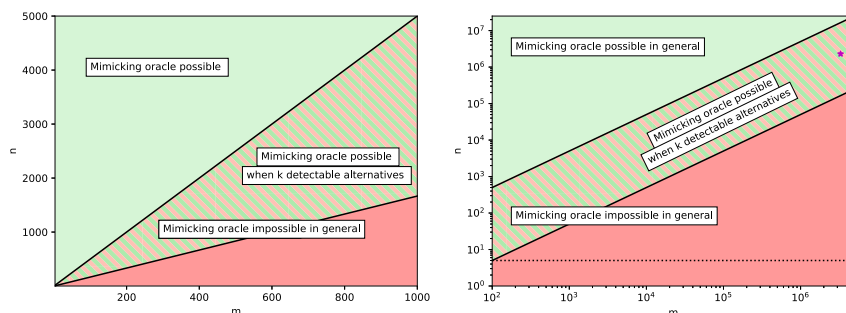 5000
4000
3000
2000
1000
n
200
400
600
800
1000
m
Mimicking oracle possible
Mimicking oracle possible
when k detectable alternatives
Mimicking oracle impossible in general
10^7
10^6
10^5
10^4
10^3
10^2
10^1
10^0
n
10^2
10^3
10^4
10^5
10^6
m
Mimicking oracle possible in general
Mimicking oracle possible
when k detectable alternatives
Mimicking oracle impossible in general